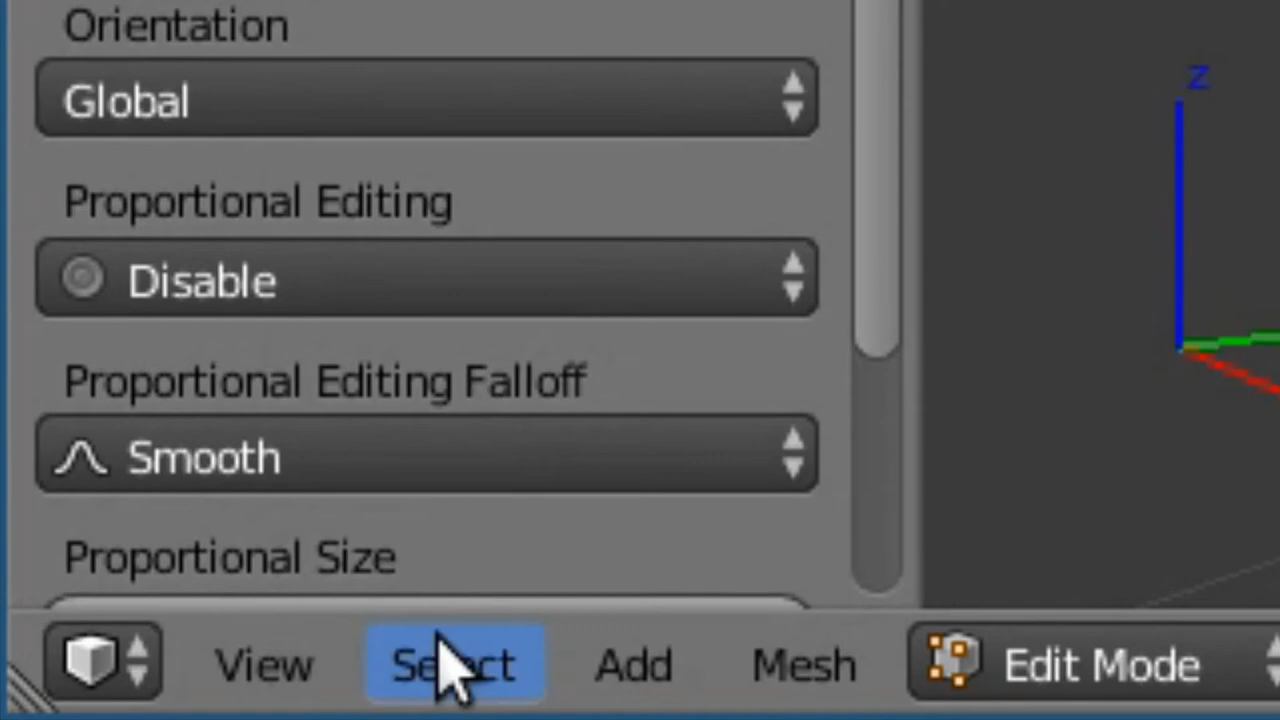 Orientation
Global
z
Proportional Editing
Disable
Proportional Editing Falloff
Smooth
Proportional Size
View Select Add Mesh Edit Mode